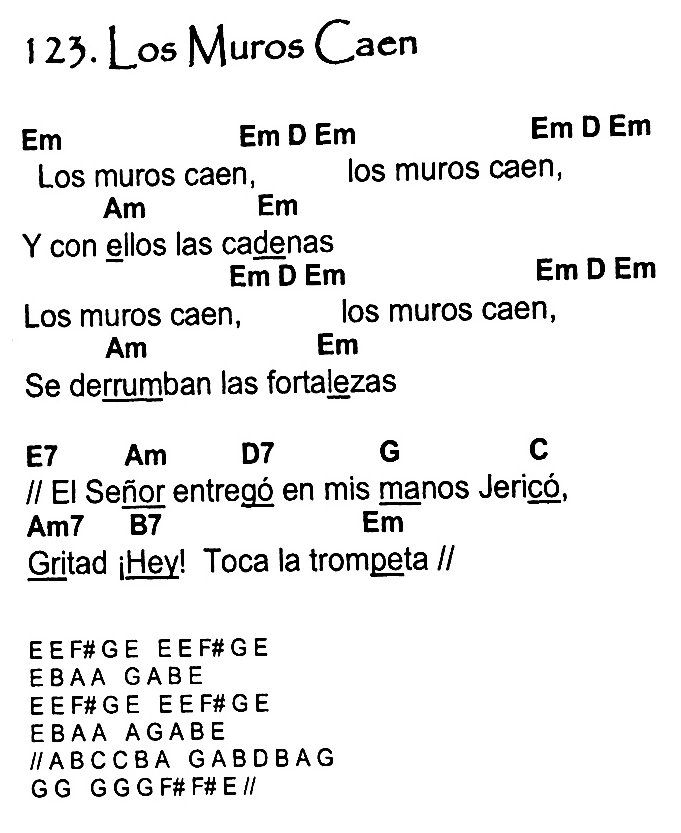 123. Los Muros Caen
Em Em D Em Em D Em
Los muros caen, los muros caen,
Am Em
Y con ellos las cadenas
Em D Em Em D Em
Los muros caen, los muros caen,
Am Em
Se derrumban las fortalezas
E7 Am D7 G C
// El Señor entregó en mis manos Jericó,
Am7 B7 Em
Gritad ¡Hey! Toca la trompeta //
E E F# G E E E F# G E
E B A A G A B E
E E F# G E E E F# G E
E B A A A G A B E
// A B C C B A G A B D B A G
G G G G G F# F# E //